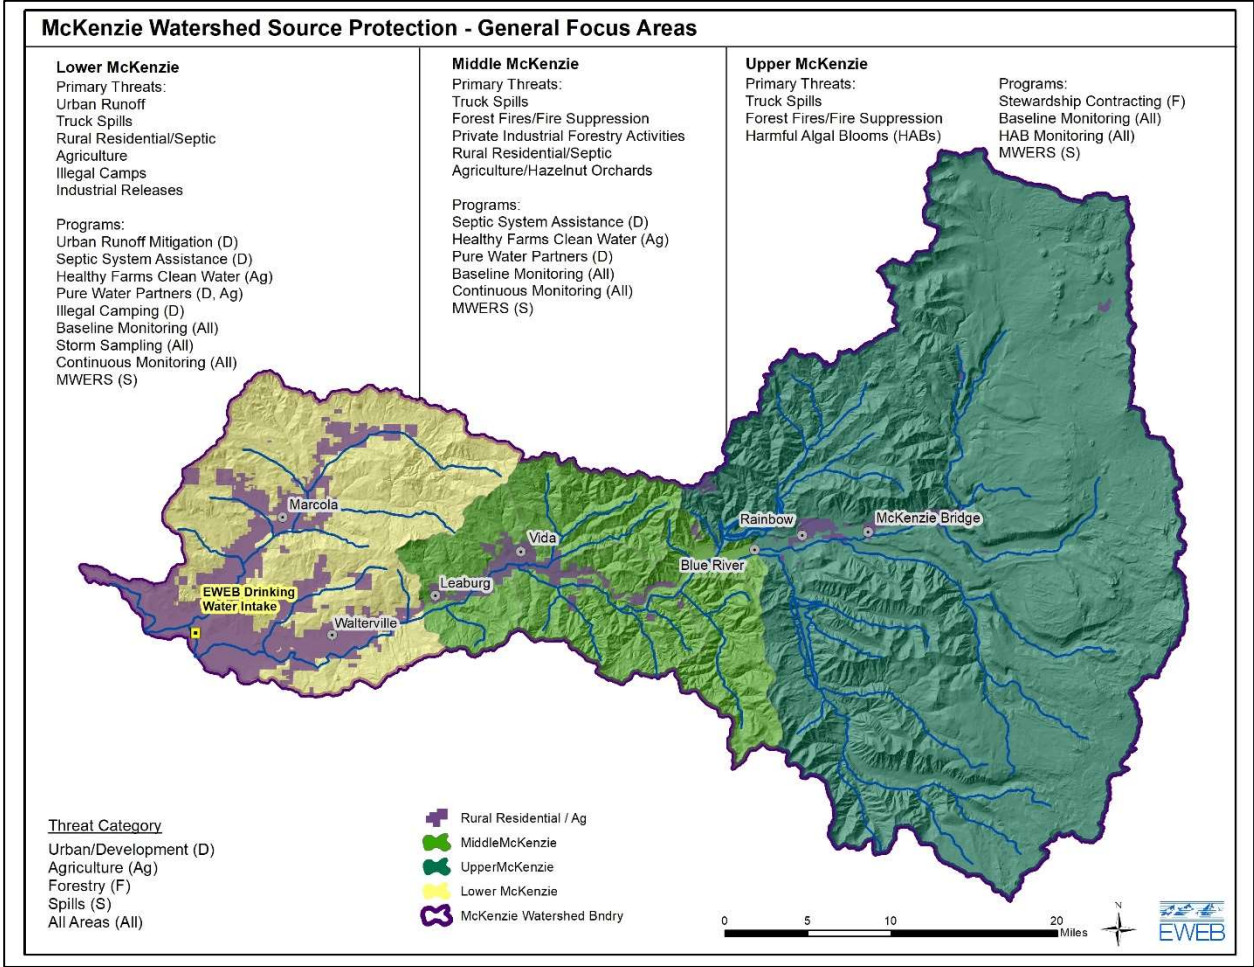 McKenzie Watershed Source Protection - General Focus Areas
Lower McKenzie
Primary Threats:
Urban Runoff
Truck Spills
Rural Residential/Septic
Agriculture
Illegal Camps
Industrial Releases
Programs:
Urban Runoff Mitigation (D)
Septic System Assistance (D)
Healthy Farms Clean Water (Ag)
Pure Water Partners (D, Ag)
Illegal Camping (D)
Baseline Monitoring (All)
Storm Sampling (All)
Continuous Monitoring (All)
MWERS (S)
Middle McKenzie
Primary Threats:
Truck Spills
Forest Fires/Fire Suppression
Private Industrial Forestry Activities
Rural Residential/Septic
Agriculture/Hazelnut Orchards
Programs:
Septic System Assistance (D)
Healthy Farms Clean Water (Ag)
Pure Water Partners (D)
Baseline Monitoring (All)
Continuous Monitoring (All)
MWERS (S)
Upper McKenzie
Primary Threats:
Truck Spills
Forest Fires/Fire Suppression
Harmful Algal Blooms (HABs)
Programs:
Stewardship Contracting (F)
Baseline Monitoring (All)
HAB Monitoring (All)
MWERS (S)
Marcola
Vida
Rainbow
McKenzie Bridge
Blue River
Leaburg
EWEB Drinking
Water Intake
Walterville
Threat Category
Urban/Development (D)
Agriculture (Ag)
Forestry (F)
Spills (S)
All Areas (All)
Rural Residential / Ag
MiddleMcKenzie
UpperMcKenzie
Lower McKenzie
McKenzie Watershed Bndry
0 5 10 20
Miles
N
EWEB